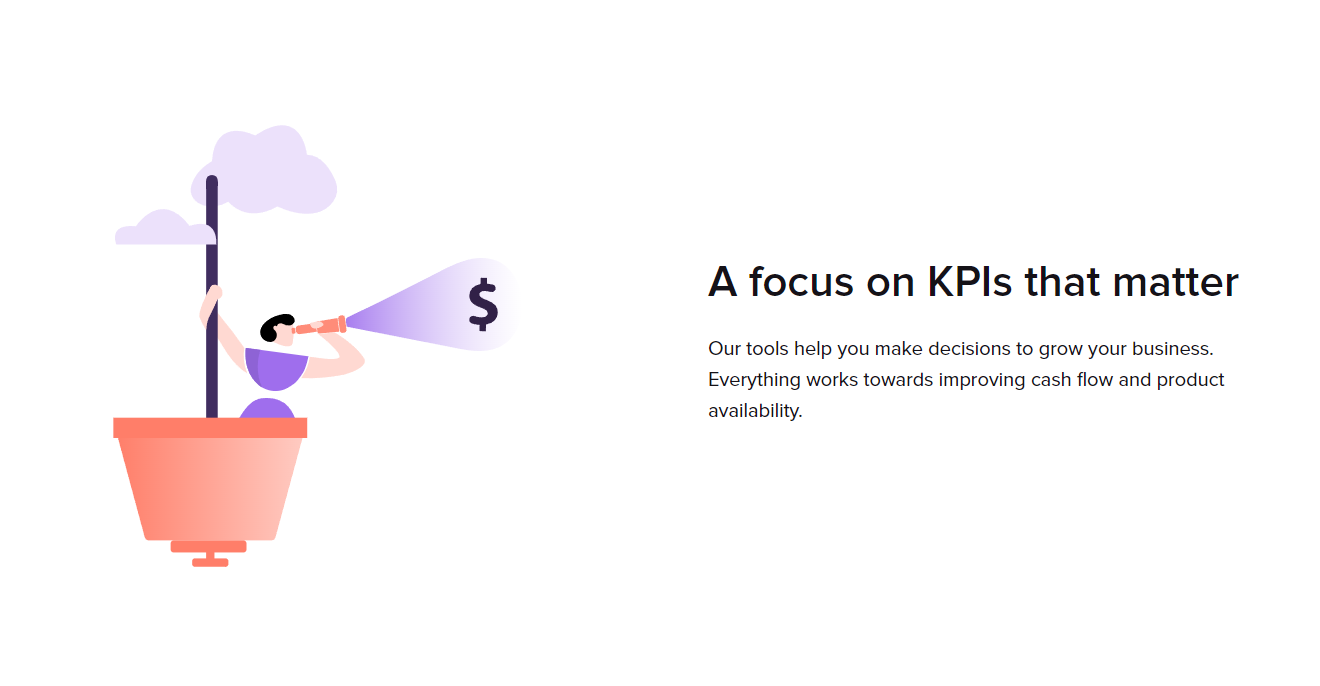 $
A focus on KPIs that matter
Our tools help you make decisions to grow your business.
Everything works towards improving cash flow and product
availability.